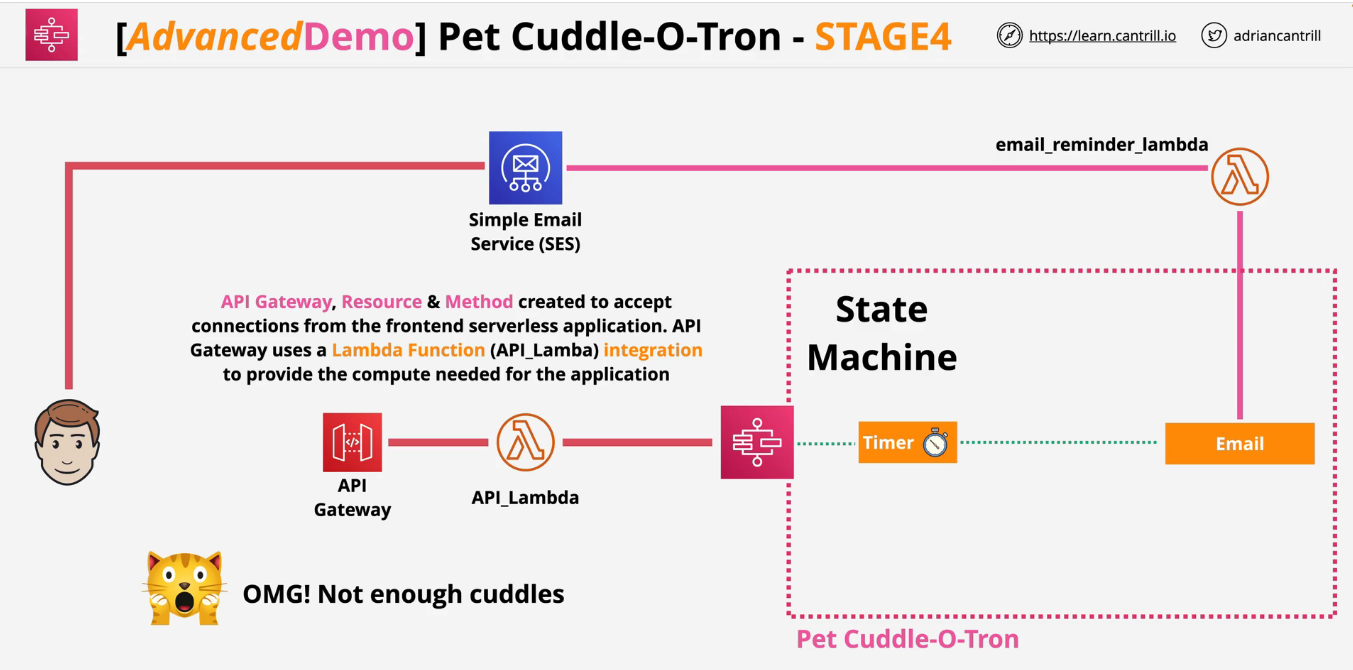 [AdvancedDemo] Pet Cuddle-O-Tron - STAGE4
https://learn.cantrill.io
adriancantrill
email_reminder_lambda
Simple Email
Service (SES)
API Gateway, Resource & Method created to accept
connections from the frontend serverless application. API
Gateway uses a Lambda Function (API_Lamba) integration
to provide the compute needed for the application
State
Machine
Timer
Email
API
Gateway
API_Lambda
OMG! Not enough cuddles
Pet Cuddle-O-Tron